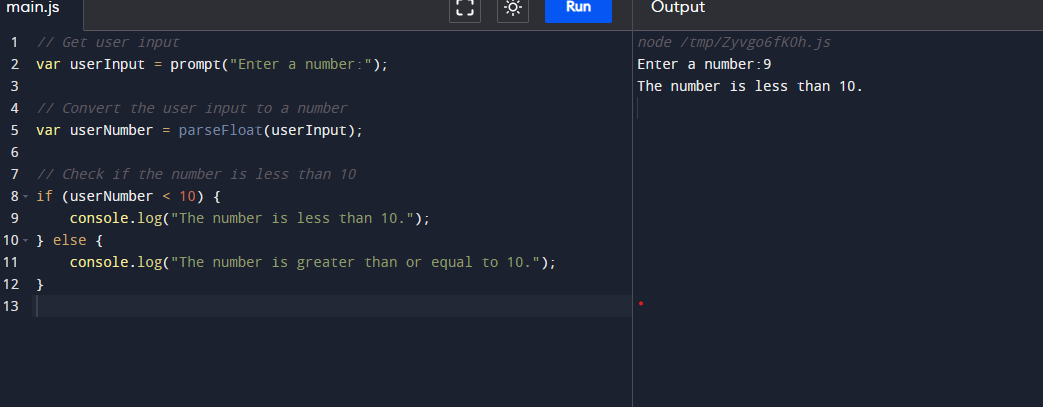 main.js
Run
Output
1 // Get user input
2 var userInput = prompt("Enter a number:");
3
4 // Convert the user input to a number
5 var userNumber = parseFloat(userInput);
6
7 // Check if the number is less than 10
8 if (userNumber < 10) {
9     console.log("The number is less than 10.");
10 } else {
11     console.log("The number is greater than or equal to 10.");
12 }
13
node /tmp/Zyvgo6fK0h.js
Enter a number:9
The number is less than 10.